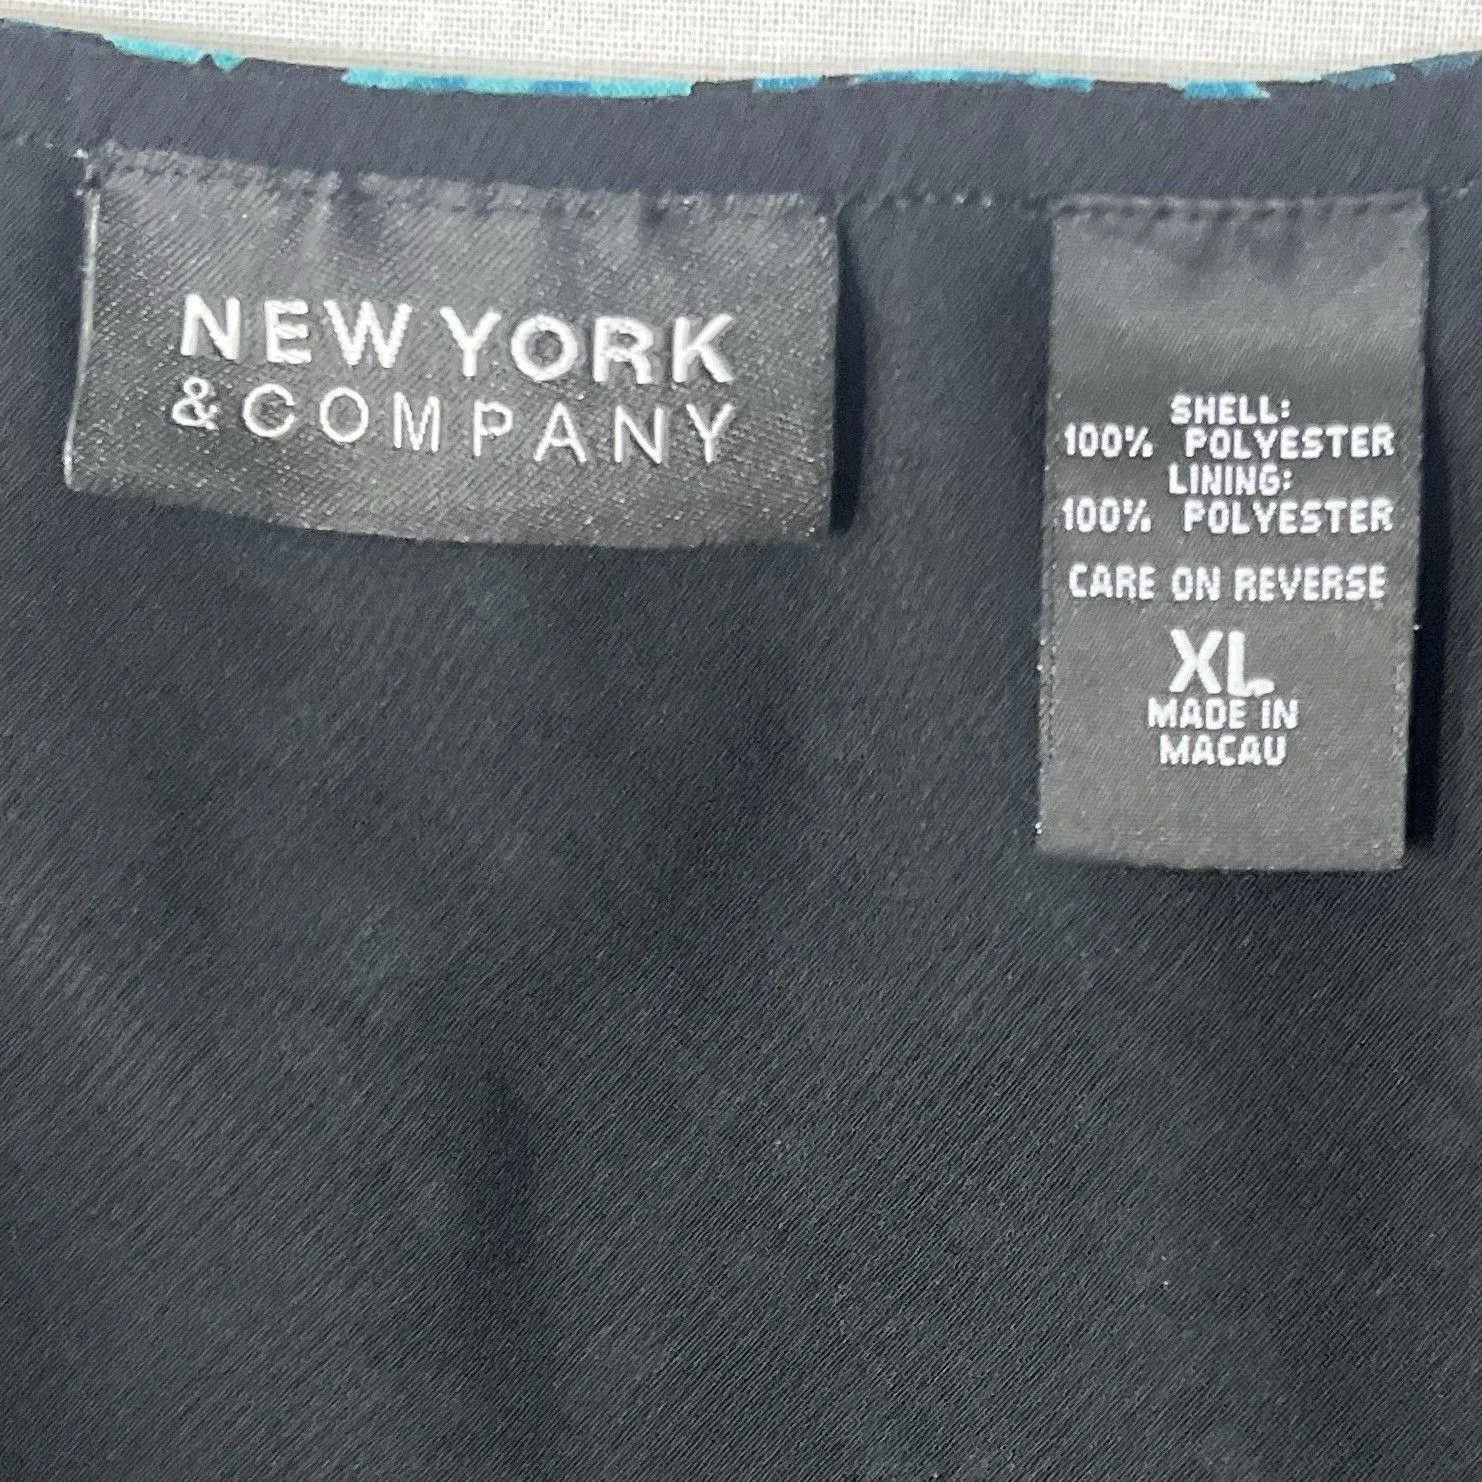 NEW YORK
& COMPANY
SHELL:
100% POLYESTER
LINING:
100% POLYESTER
CARE ON REVERSE
XL
MADE IN
MACAU